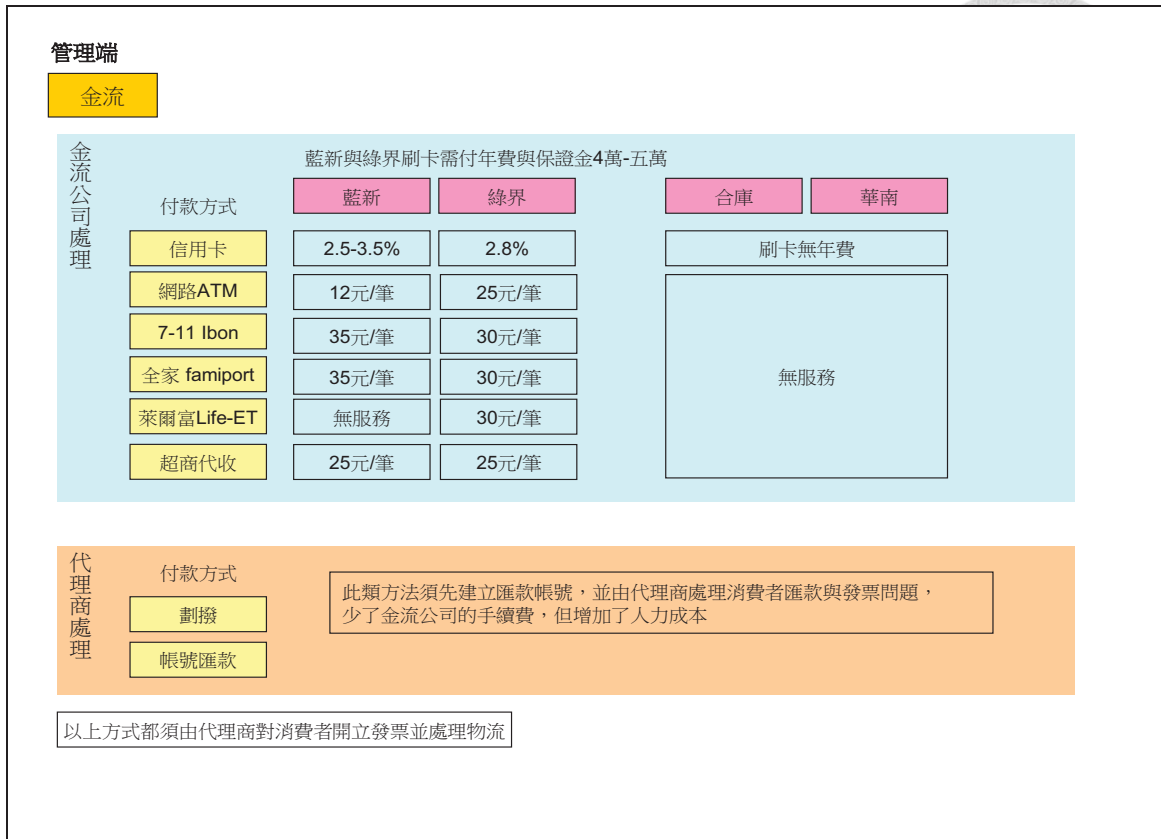 管理端
金流
金流公司處理
藍新與綠界刷卡需付年費與保證金4萬-五萬
付款方式 藍新 綠界 合庫 華南
信用卡 2.5-3.5% 2.8% 刷卡無年費
網路ATM 12元/筆 25元/筆
7-11 Ibon 35元/筆 30元/筆
全家 famiport 35元/筆 30元/筆 無服務
萊爾富Life-ET 無服務 30元/筆
超商代收 25元/筆 25元/筆
代理商處理
付款方式
劃撥
帳號匯款
此類方法須先建立匯款帳號，並由代理商處理消費者匯款與發票問題，
少了金流公司的手續費，但增加了人力成本
以上方式都須由代理商對消費者開立發票並處理物流